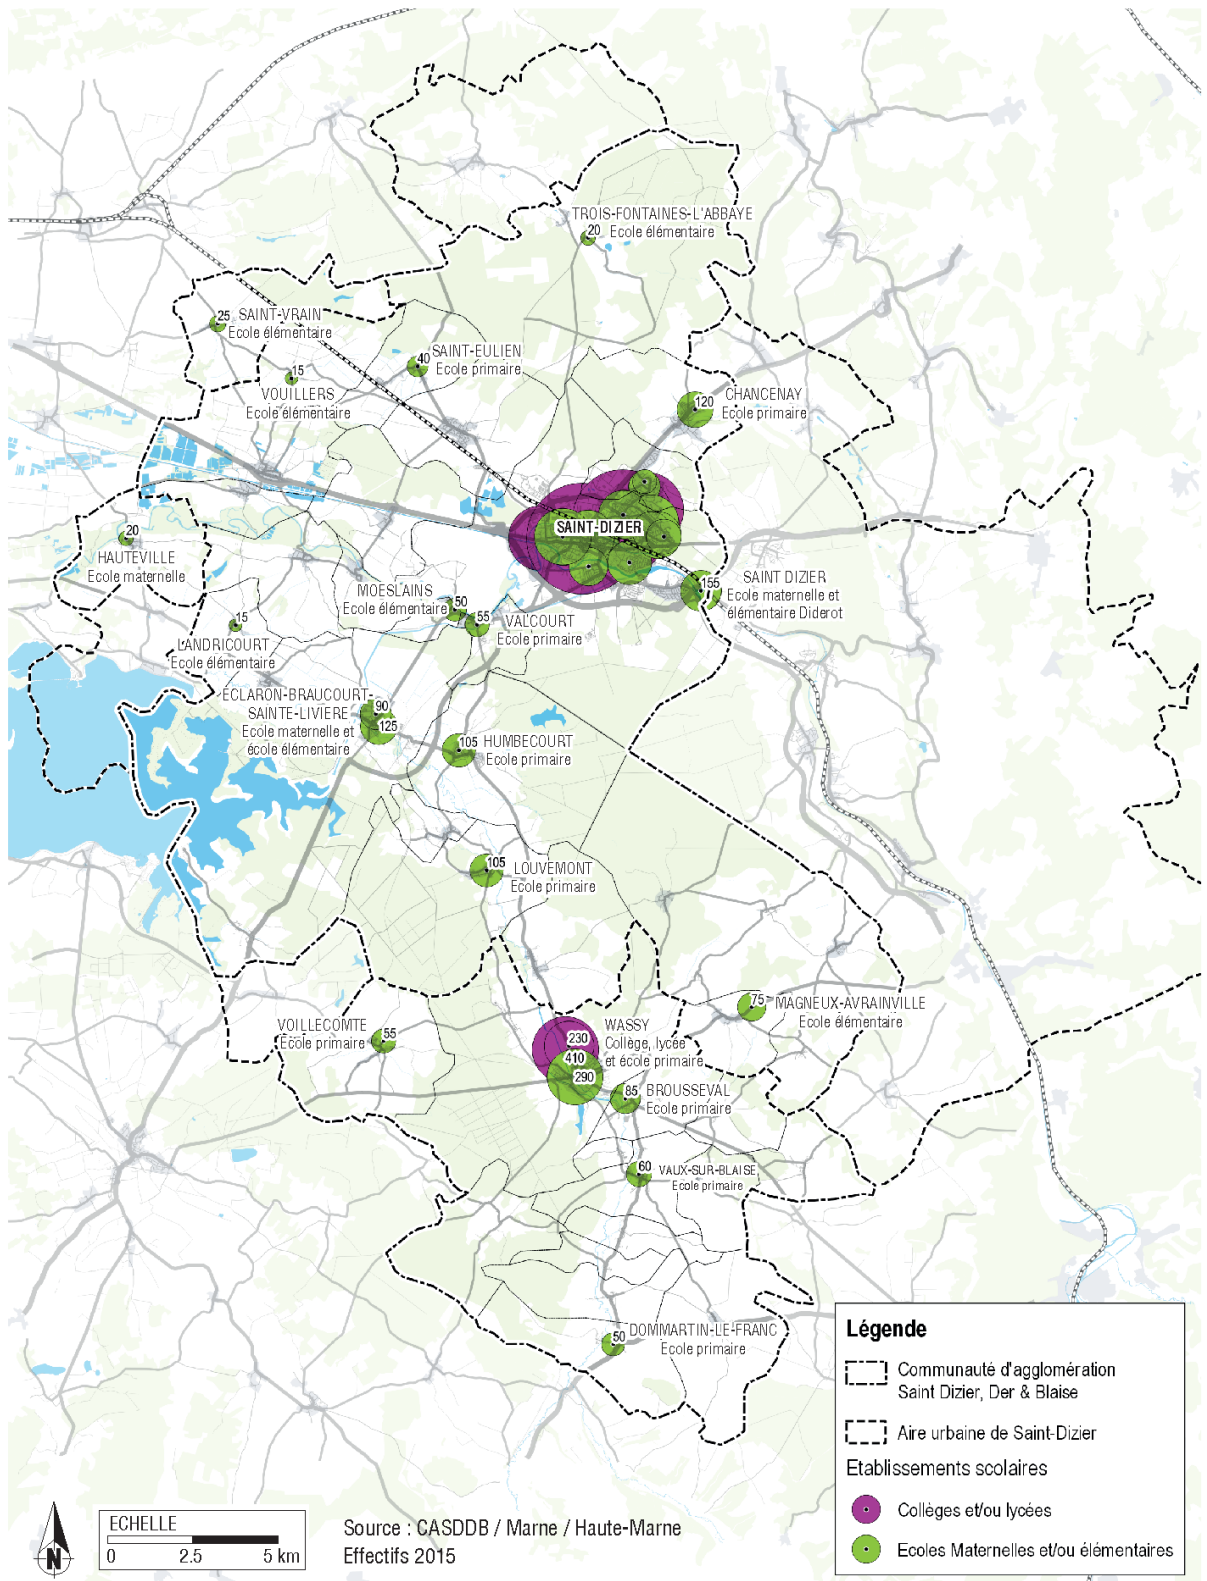 TROIS-FONTAINES-L'ABBAYE
20 Ecole élémentaire
25 SAINT-VRAIN
Ecole élémentaire
15
VOUILLERS
Ecole élémentaire
40 SAINT-EULIEN
Ecole primaire
120 CHANCENAY
Ecole primaire
SAINT-DIZIER
20
HAUTEVILLE
Ecole maternelle
155 SAINT DIZIER
Ecole maternelle et
élémentaire Diderot
MOESLAINS
Ecole élémentaire
50
55 VALCOURT
Ecole primaire
15
LANDRICOURT
Ecole élémentaire
ÉCLARON-BRAUCOURT-
SAINTE-LIVIERE
Ecole maternelle et
école élémentaire
90
125
105 HUMBECOURT
Ecole primaire
105 LOUVEMONT
Ecole primaire
75 MAGNEUX-AVRAINVILLE
Ecole élémentaire
VOILLECOMTE
Ecole primaire
55
WASSY
Collège, lycée
et école primaire
230
410
290
85 BROUSSEVAL
Ecole primaire
60 VAUX-SUR-BLAISE
Ecole primaire
50 DOMMARTIN-LE-FRANC
Ecole primaire
Légende
Communauté d'agglomération
Saint Dizier, Der & Blaise
Aire urbaine de Saint-Dizier
Etablissements scolaires
Collèges et/ou lycées
Ecoles Maternelles et/ou élémentaires
N
ECHELLE
0 2.5 5 km
Source : CASDDB / Marne / Haute-Marne
Effectifs 2015